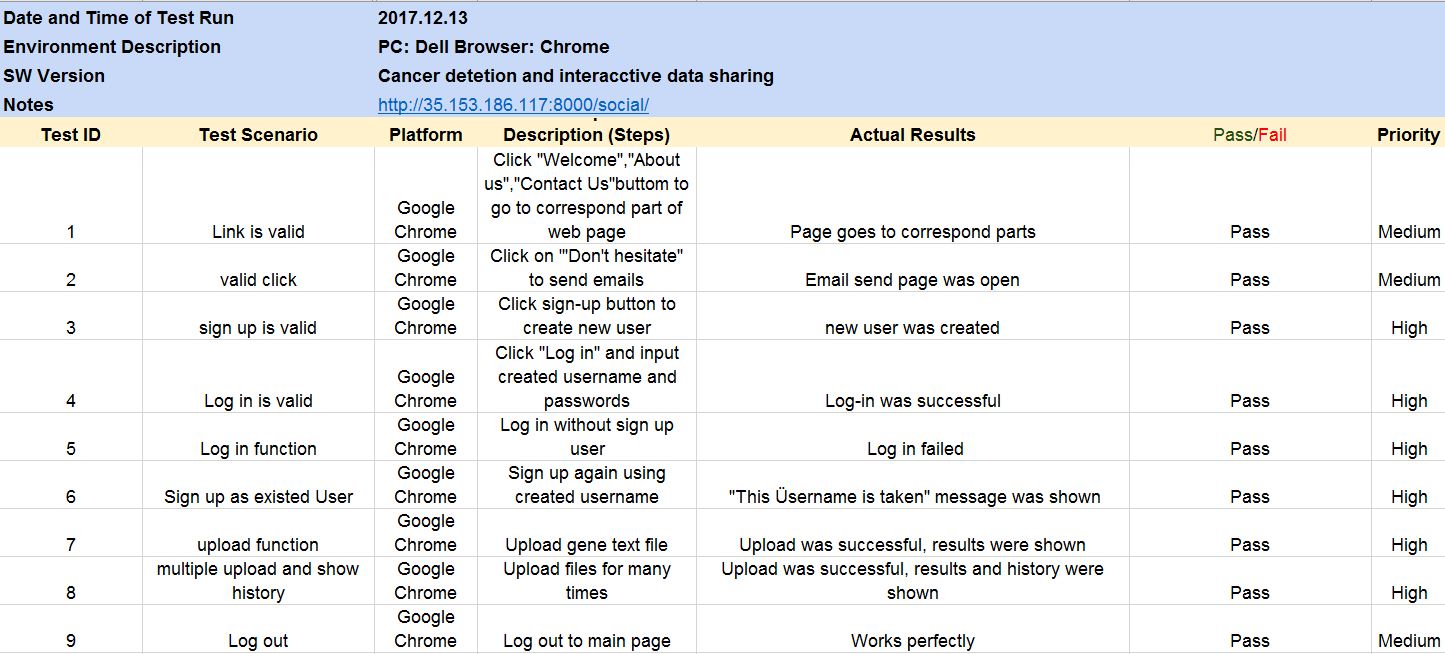 Date and Time of Test Run 2017.12.13
Environment Description PC: Dell Browser: Chrome
SW Version Cancer detetion and interacctive data sharing
Notes http://35.153.186.117:8000/social/
Test ID Test Scenario Platform Description (Steps) Actual Results Pass/Fail Priority
Click "Welcome","About
us","Contact Us"buttom to
Google go to correspond part of
1 Link is valid Chrome web page Page goes to correspond parts Pass Medium
Google Click on "'Don't hesitate"
2 valid click Chrome to send emails Email send page was open Pass Medium
Google Click sign-up button to
3 sign up is valid Chrome create new user new user was created Pass High
Click "Log in" and input
Google created username and
4 Log in is valid Chrome passwords Log-in was successful Pass High
Google Log in without sign up
5 Log in function Chrome user Log in failed Pass High
Google Sign up again using
6 Sign up as existed User Chrome created username "This Üsername is taken" message was shown Pass High
Google
7 upload function Chrome Upload gene text file Upload was successful, results were shown Pass High
multiple upload and show Google Upload files for many Upload was successful, results and history were
8 history Chrome times shown Pass High
Google
9 Log out Chrome Log out to main page Works perfectly Pass Medium